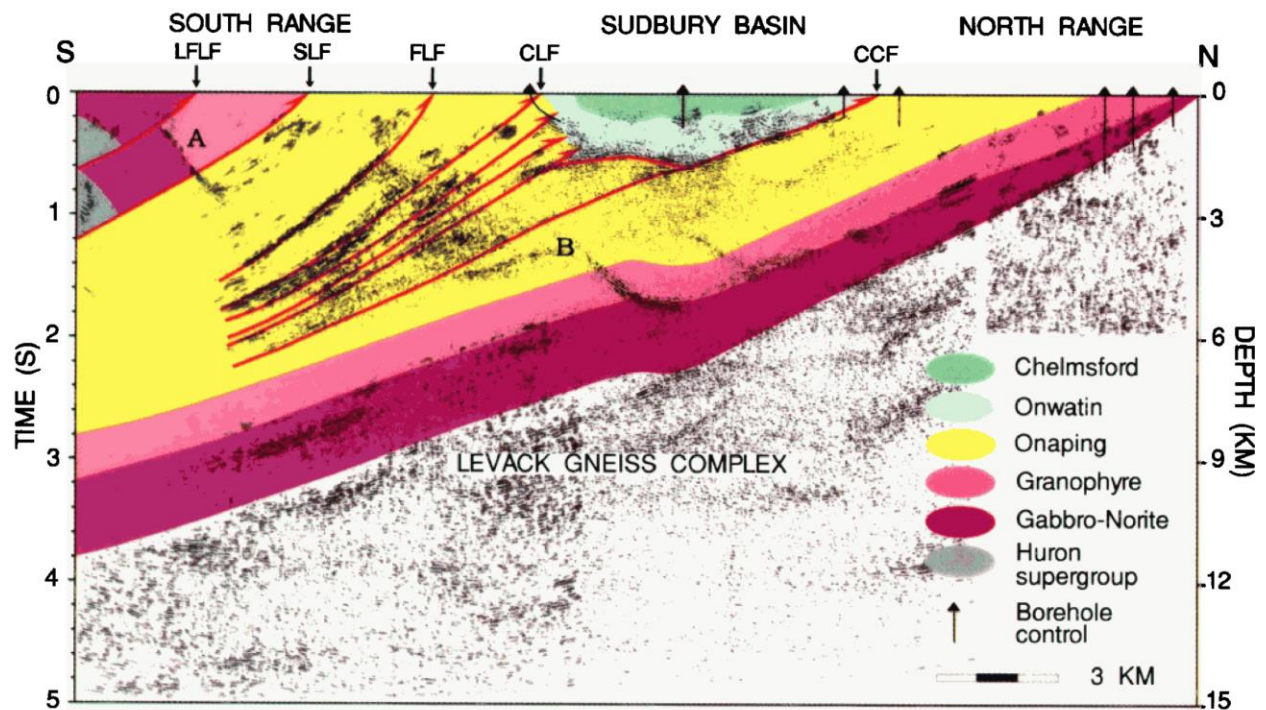 SOUTH RANGE
SUDBURY BASIN
NORTH RANGE
S
LFLF
SLF
FLF
CLF
CCF
N
0
0
A
1
3
B
2
6
TIME (S)
DEPTH (KM)
Chelmsford
Onwatin
Onaping
3
LEVACK GNEISS COMPLEX
9
Granophyre
Gabbro-Norite
Huron
supergroup
4
12
Borehole
control
3 KM
5
15